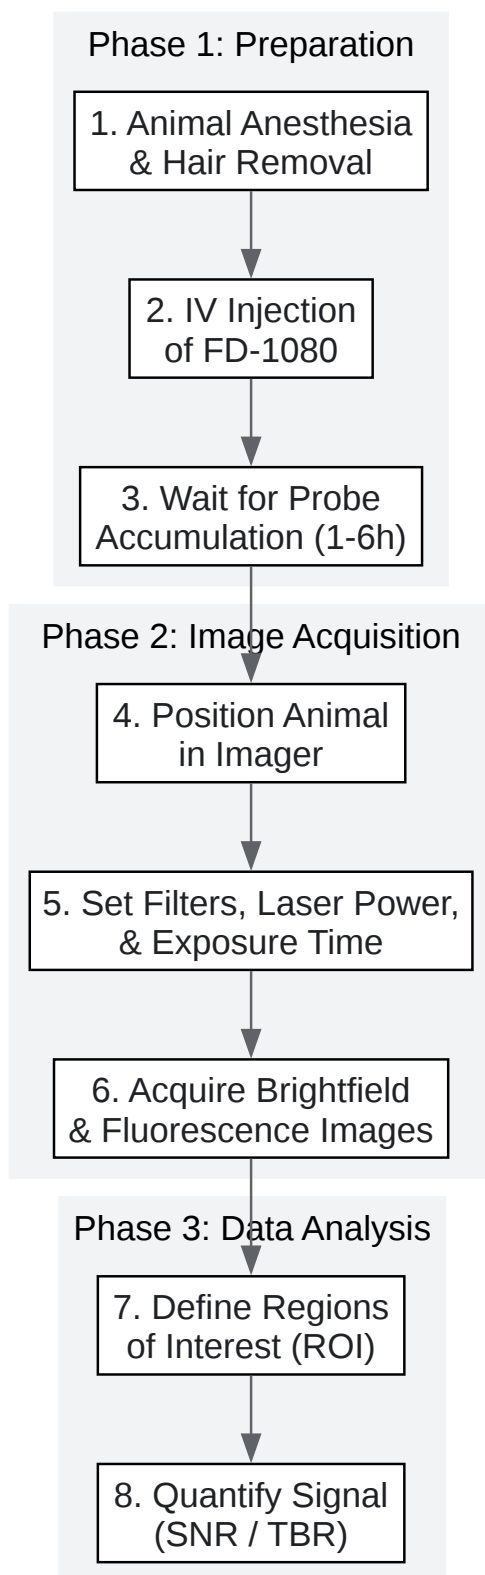 Phase 1: Preparation
1. Animal Anesthesia
& Hair Removal
2. IV Injection
of FD-1080
3. Wait for Probe
Accumulation (1-6h)
Phase 2: Image Acquisition
4. Position Animal
in Imager
5. Set Filters, Laser Power,
& Exposure Time
6. Acquire Brightfield
& Fluorescence Images
Phase 3: Data Analysis
7. Define Regions
of Interest (ROI)
8. Quantify Signal
(SNR / TBR)